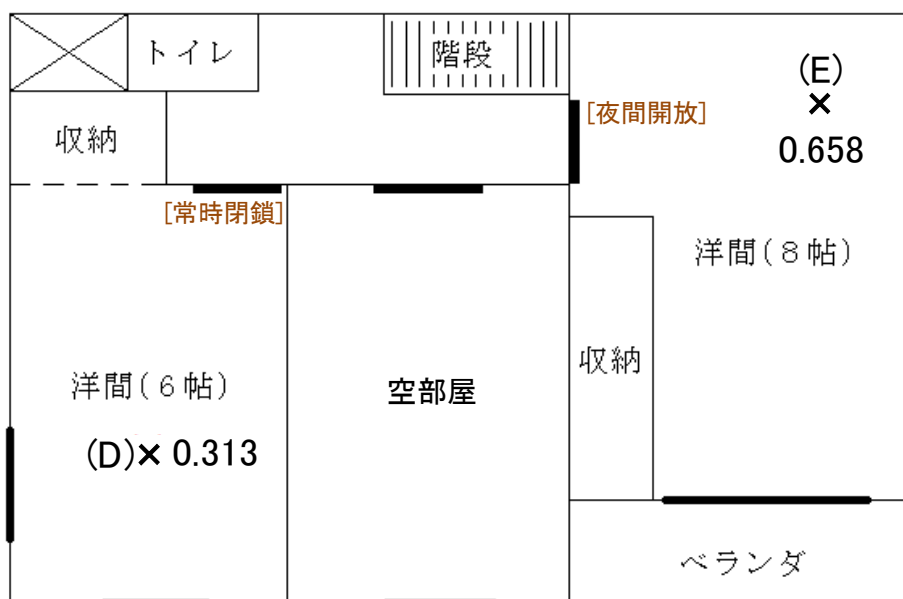 トイレ
階段
(E)
×
0.658
[夜間開放]
収納
[常時閉鎖]
洋間(8帖)
収納
洋間(6帖)
空部屋
(D)× 0.313
ベランダ